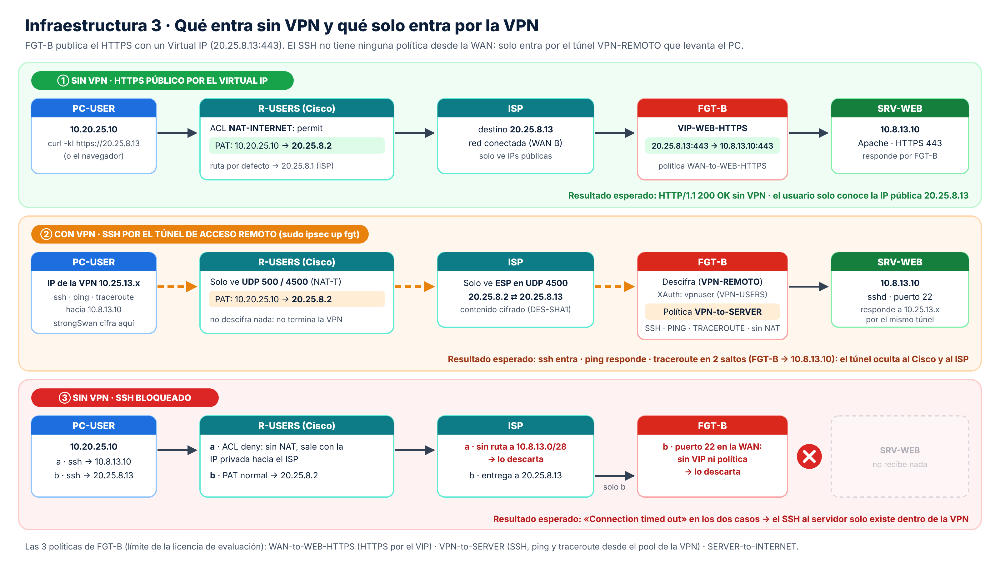 Infraestructura 3 · Qué entra sin VPN y qué solo entra por la VPN
FGT-B publica el HTTPS con un Virtual IP (20.25.8.13:443). El SSH no tiene ninguna política desde la WAN: solo entra por el túnel VPN-REMOTO que levanta el PC.
① SIN VPN · HTTPS PÚBLICO POR EL VIRTUAL IP
PC-USER
10.20.25.10
curl -kI https://20.25.8.13
(o el navegador)
R-USERS (Cisco)
ACL NAT-INTERNET: permit
PAT: 10.20.25.10 → 20.25.8.2
ruta por defecto → 20.25.8.1 (ISP)
ISP
destino 20.25.8.13
red conectada (WAN B)
solo ve IPs públicas
FGT-B
VIP-WEB-HTTPS
20.25.8.13:443 → 10.8.13.10:443
política WAN-to-WEB-HTTPS
SRV-WEB
10.8.13.10
Apache · HTTPS 443
responde por FGT-B
Resultado esperado: HTTP/1.1 200 OK sin VPN · el usuario solo conoce la IP pública 20.25.8.13
② CON VPN · SSH POR EL TÚNEL DE ACCESO REMOTO (sudo ipsec up fgt)
PC-USER
IP de la VPN 10.25.13.x
ssh · ping · traceroute
hacia 10.8.13.10
strongSwan cifra aquí
R-USERS (Cisco)
Solo ve UDP 500 / 4500 (NAT-T)
PAT: 10.20.25.10 → 20.25.8.2
no descifra nada: no termina la VPN
ISP
Solo ve ESP en UDP 4500
20.25.8.2 ⇄ 20.25.8.13
contenido cifrado (DES-SHA1)
FGT-B
Descifra (VPN-REMOTO)
XAuth: vpnuser (VPN-USERS)
Política VPN-to-SERVER
SSH · PING · TRACEROUTE · sin NAT
SRV-WEB
10.8.13.10
sshd · puerto 22
responde a 10.25.13.x
por el mismo túnel
Resultado esperado: ssh entra · ping responde · traceroute en 2 saltos (FGT-B → 10.8.13.10): el túnel oculta al Cisco y al ISP
③ SIN VPN · SSH BLOQUEADO
PC-USER
10.20.25.10
a · ssh → 10.8.13.10
b · ssh → 20.25.8.13
R-USERS (Cisco)
a · ACL deny: sin NAT, sale con la
IP privada hacia el ISP
b · PAT normal → 20.25.8.2
ISP
a · sin ruta a 10.8.13.0/28
→ lo descarta
b · entrega a 20.25.8.13
solo b
FGT-B
b · puerto 22 en la WAN:
sin VIP ni política
→ lo descarta
SRV-WEB
no recibe nada
Resultado esperado: «Connection timed out» en los dos casos → el SSH al servidor solo existe dentro de la VPN
Las 3 políticas de FGT-B (límite de la licencia de evaluación): WAN-to-WEB-HTTPS (HTTPS por el VIP) · VPN-to-SERVER (SSH, ping y traceroute desde el pool de la VPN) · SERVER-to-INTERNET.